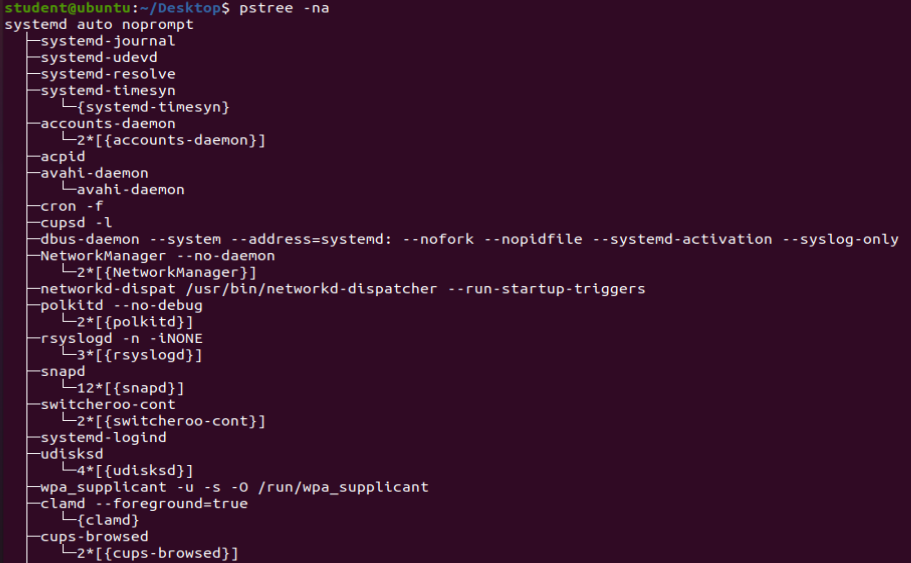 student@ubuntu:~/Desktop$ pstree -na
systemd auto noprompt
├─systemd-journal
├─systemd-udevd
├─systemd-resolve
├─systemd-timesyn
│   └─{systemd-timesyn}
├─accounts-daemon
│   └─2*[{accounts-daemon}]
├─acpid
├─avahi-daemon
│   └─avahi-daemon
├─cron -f
├─cupsd -l
├─dbus-daemon --system --address=systemd: --nofork --nopidfile --systemd-activation --syslog-only
├─NetworkManager --no-daemon
│   └─2*[{NetworkManager}]
├─networkd-dispat /usr/bin/networkd-dispatcher --run-startup-triggers
├─polkitd --no-debug
│   └─2*[{polkitd}]
├─rsyslogd -n -iNONE
│   └─3*[{rsyslogd}]
├─snapd
│   └─12*[{snapd}]
├─switcheroo-cont
│   └─2*[{switcheroo-cont}]
├─systemd-logind
├─udisksd
│   └─4*[{udisksd}]
├─wpa_supplicant -u -s -O /run/wpa_supplicant
├─clamd --foreground=true
│   └─{clamd}
├─cups-browsed
│   └─2*[{cups-browsed}]